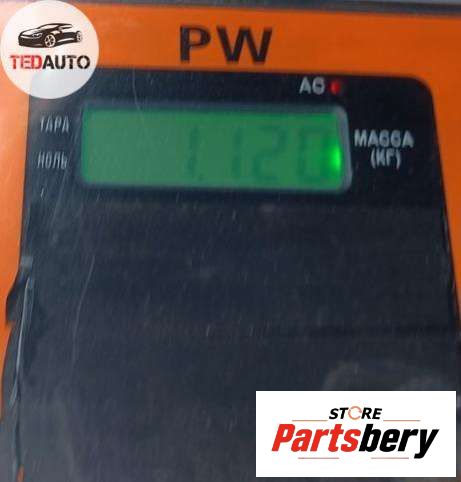 TEDAUTO
PW
AC
ТАРА
НОЛЬ
1.120
МАССА
(КГ)
STORE
Partsbery